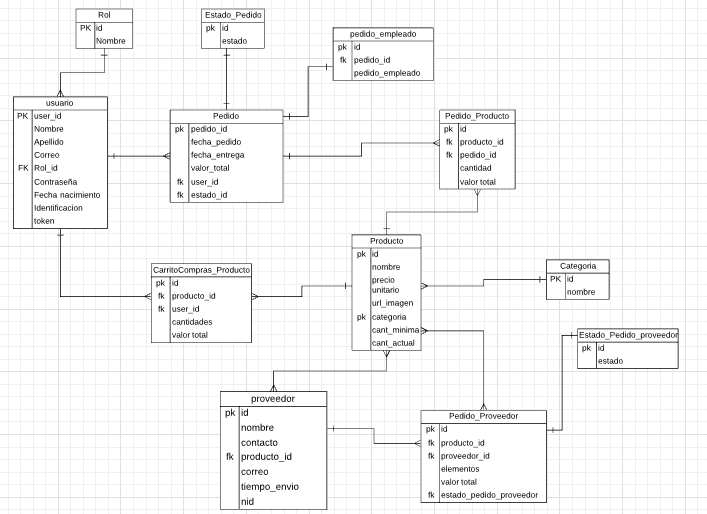 Rol
PK id
Nombre
Estado_Pedido
pk id
estado
pedido_empleado
pk id
fk pedido_id
pedido_empleado
usuario
PK user_id
Nombre
Apellido
Correo
FK Rol_id
Contraseña
Fecha nacimiento
Identificacion
token
Pedido
pk pedido_id
fecha_pedido
fecha_entrega
valor_total
fk user_id
fk estado_id
Pedido_Producto
pk id
fk producto_id
fk pedido_id
cantidad
valor total
CarritoCompras_Producto
pk id
fk producto_id
fk user_id
cantidades
valor total
Producto
pk id
nombre
precio
unitario
url_imagen
pk categoria
cant_minima
cant_actual
Categoria
PK id
nombre
Estado_Pedido_proveedor
pk id
estado
proveedor
pk id
nombre
contacto
fk producto_id
correo
tiempo_envio
nid
Pedido_Proveedor
pk id
fk producto_id
fk proveedor_id
elementos
valor total
fk estado_pedido_proveedor